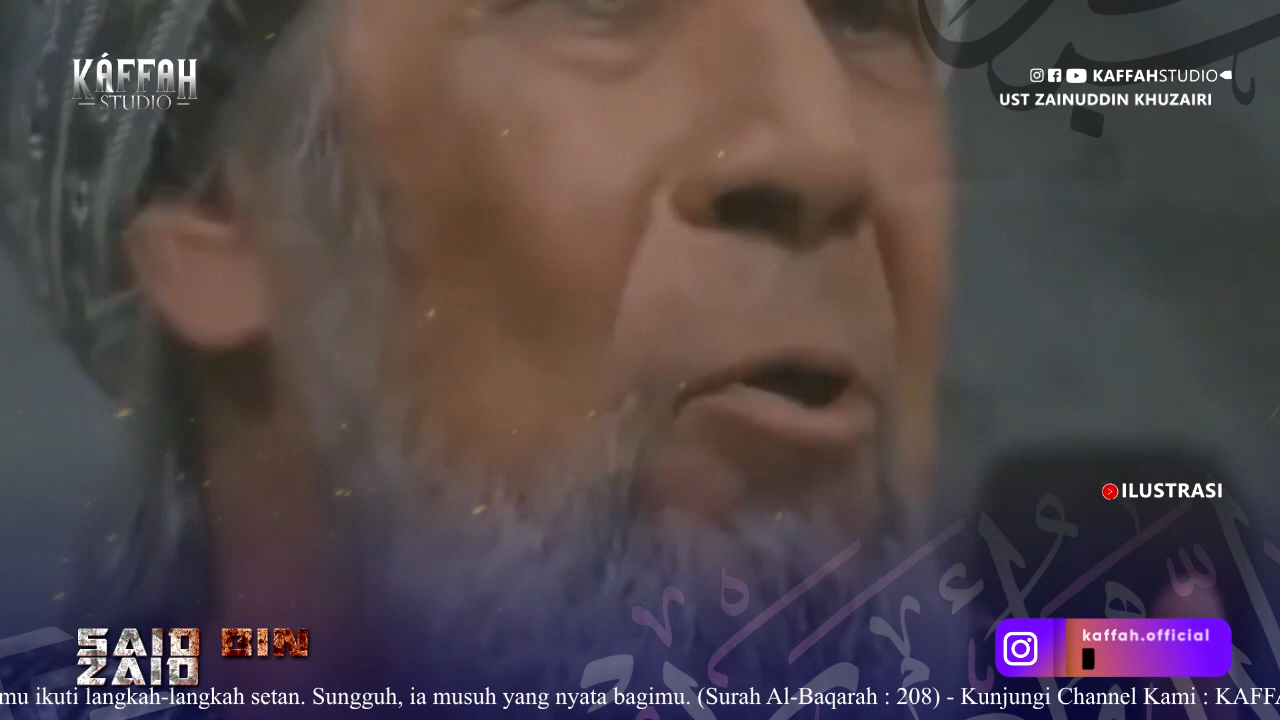 KÁFFAH
STUDIO
KAFFAHSTUDIO
UST ZAINUDDIN KHUZAIRI
ILUSTRASI
SAID BIN
ZAID
kaffah.official
mu ikuti langkah-langkah setan. Sungguh, ia musuh yang nyata bagimu. (Surah Al-Baqarah : 208) - Kunjungi Channel Kami : KAFFA